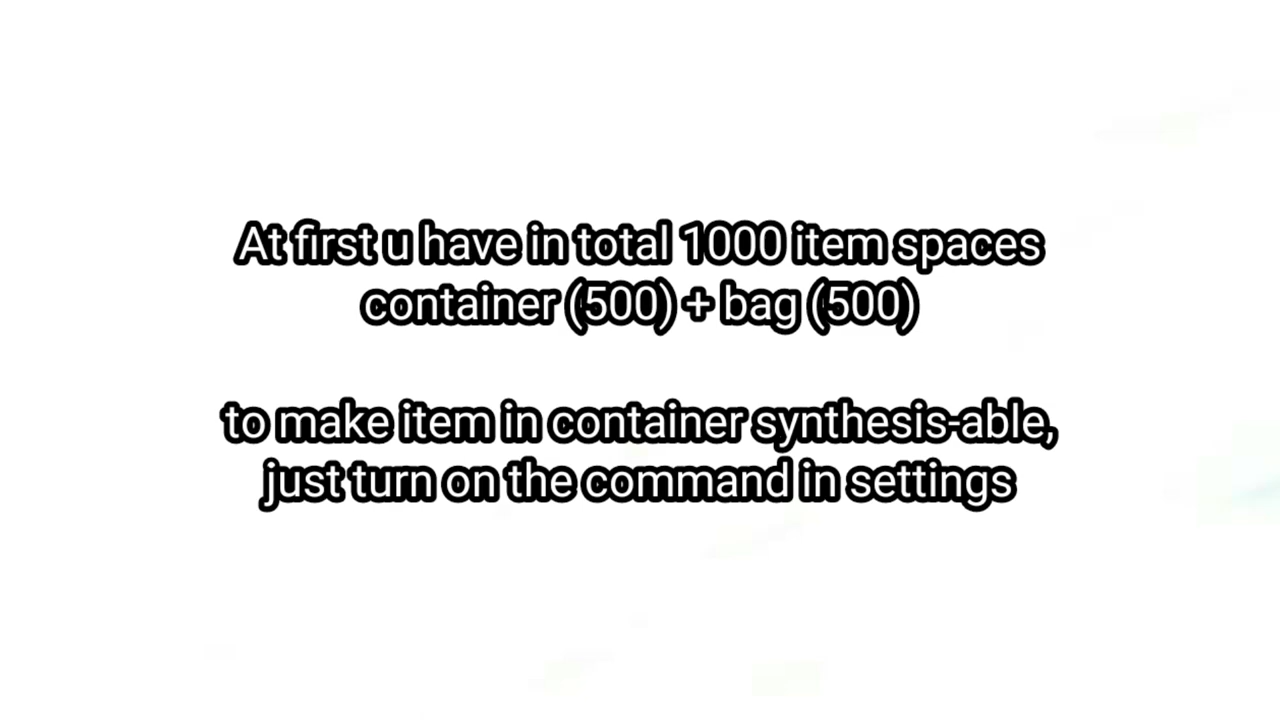 At first u have in total 1000 item spaces
container (500) + bag (500)
to make item in container synthesis-able,
just turn on the command in settings